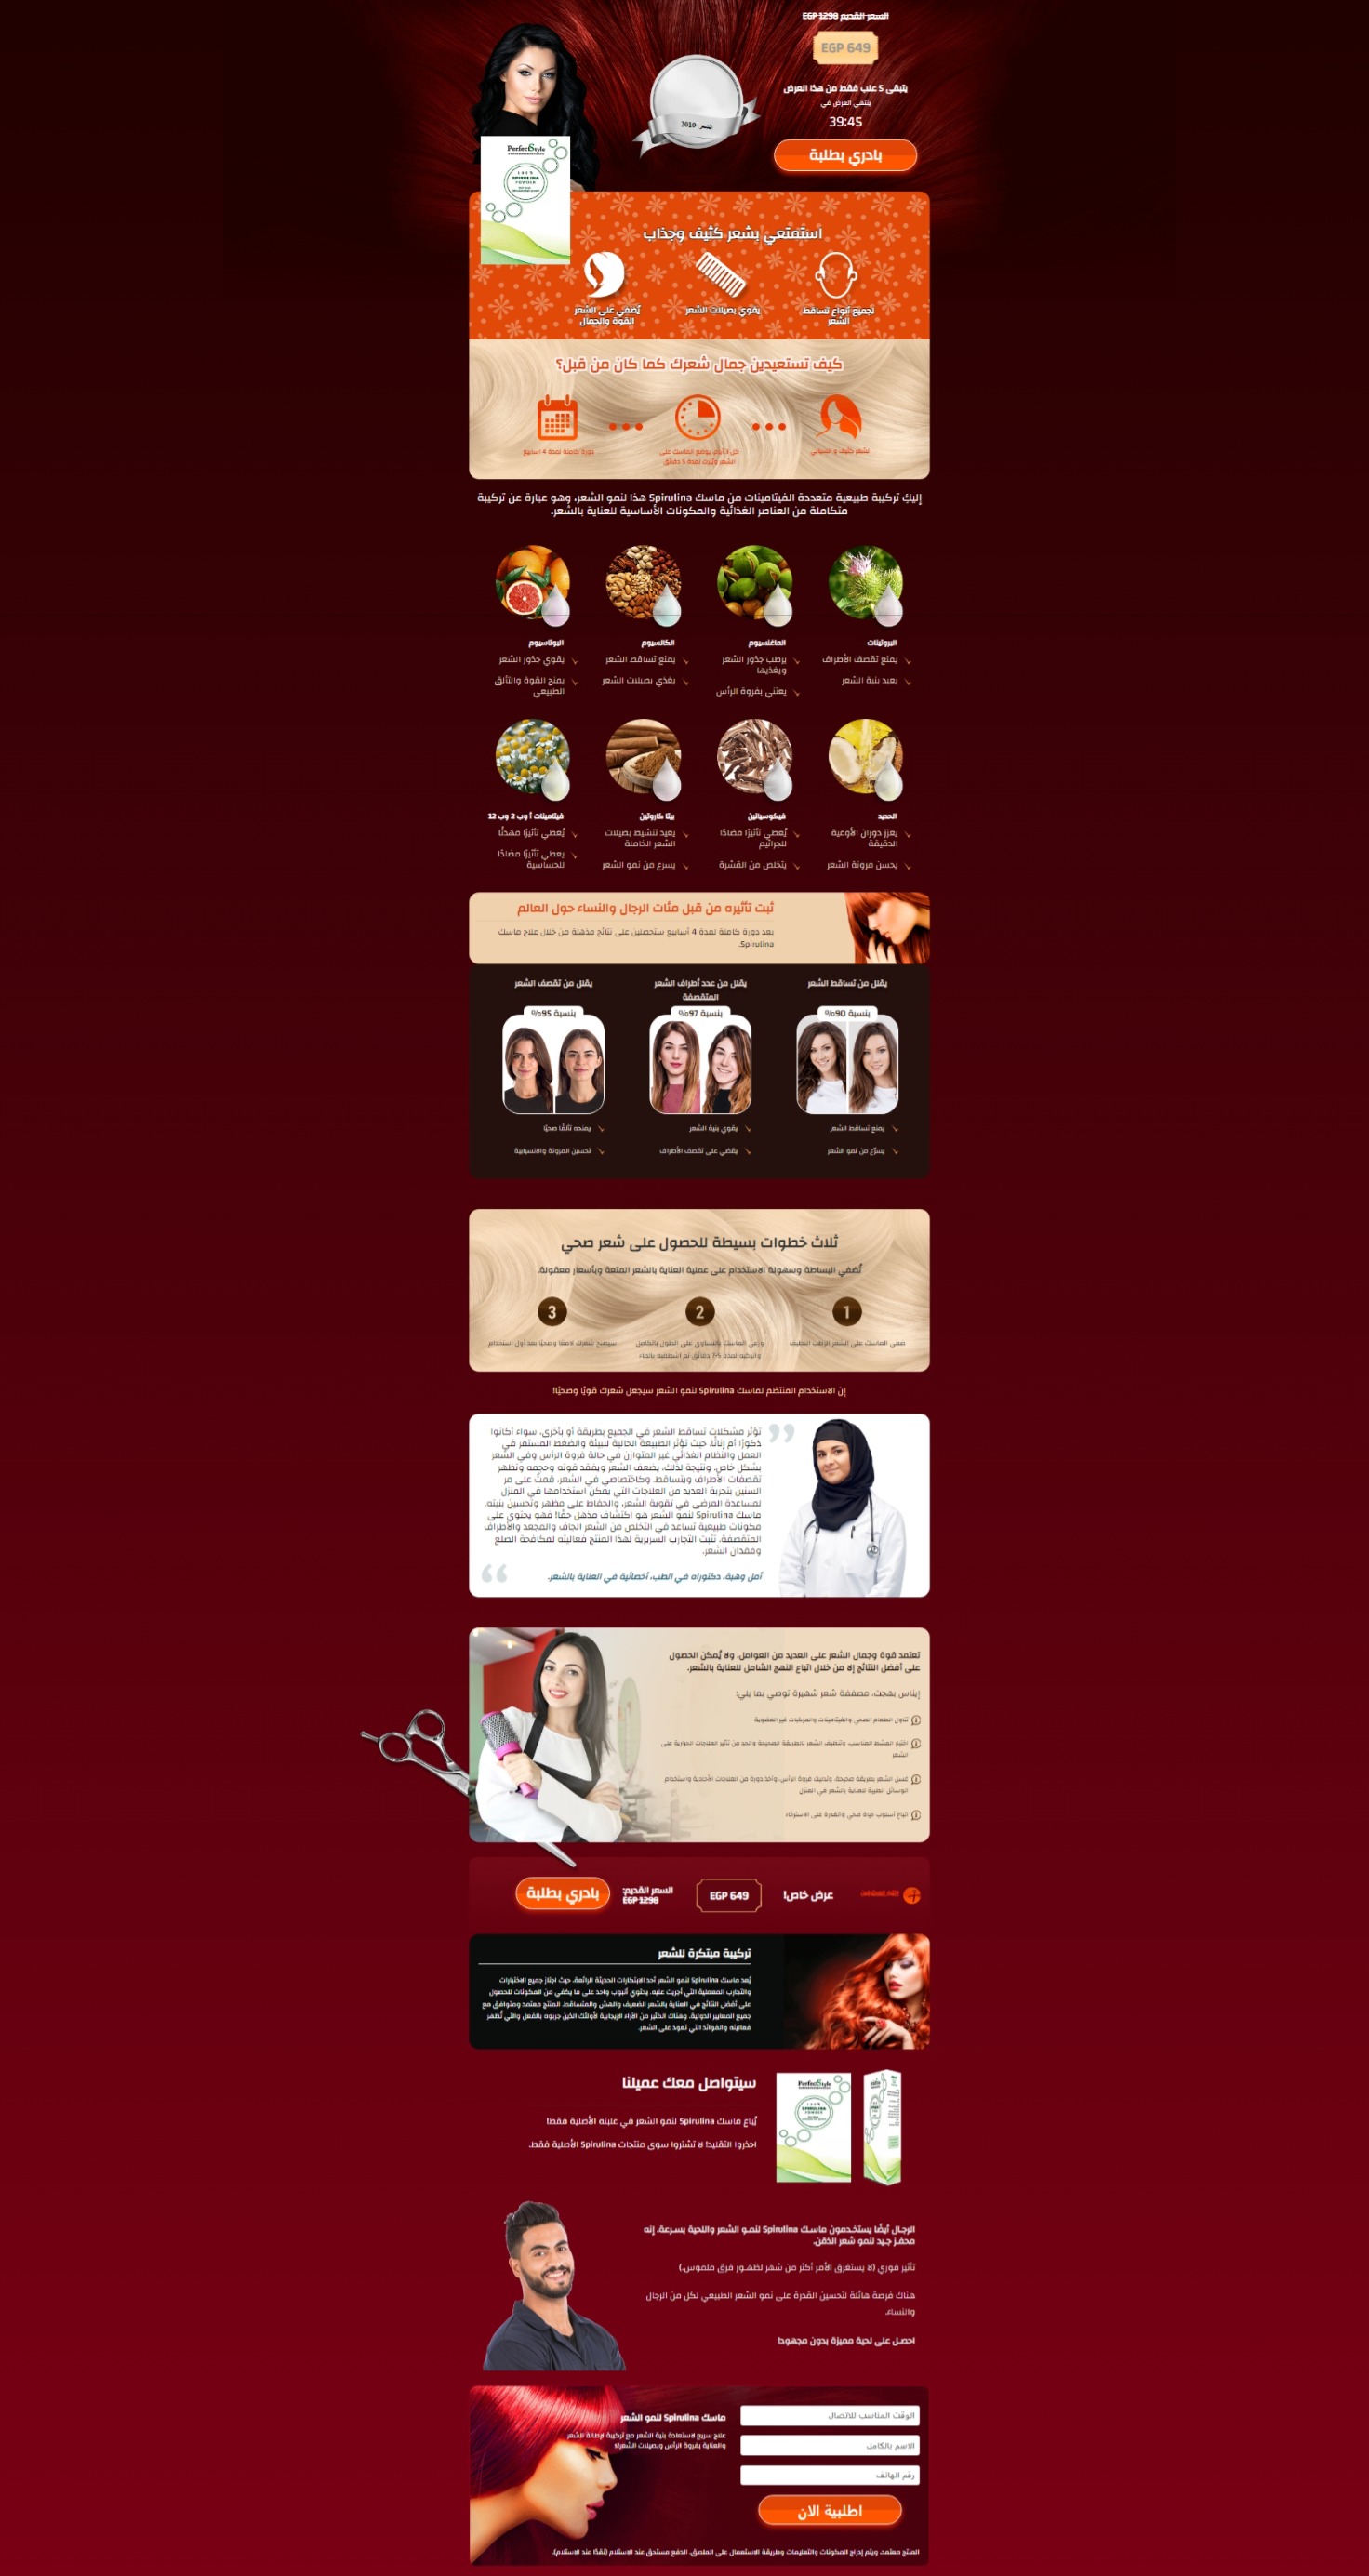 السعر القديم EGP 1298
EGP 649
يتبقى 5 علب فقط من هذا العرض
ينتهي العرض في
39:45
بادري بطلبة
2019
PerfectStyle
100%
SPIRULINA
POWDER
استمتعي بشعر كثيف وجذاب
لجميع أنواع تساقط
الشعر
يقوي بصيلات الشعر
يُضفي على الشعر
القوة والجمال
كيف تستعيدين جمال شعرك كما كان من قبل؟
لشعر كثيف و انسيابي
كل 3 أيام، يوضع الماسك على
الشعر ويُترك لمدة 5 دقائق
دورة كاملة لمدة 4 أسابيع
إليكِ تركيبة طبيعية متعددة الفيتامينات من ماسك Spirulina هذا لنمو الشعر، وهو عبارة عن تركيبة
متكاملة من العناصر الغذائية والمكونات الأساسية للعناية بالشعر.
البروتينات
يمنع تقصف الأطراف
يعيد بنية الشعر
الماغنسيوم
يرطب جذور الشعر
ويغذيها
يعتني بفروة الرأس
الكالسيوم
يمنع تساقط الشعر
يغذي بصيلات الشعر
البوتاسيوم
يقوي جذور الشعر
يمنح القوة والتألق
الطبيعي
الحديد
يعزز دوران الأوعية
الدقيقة
يحسن مرونة الشعر
فيكوسيانين
يُعطي تأثيرًا مضادًا
للجراثيم
يتخلص من القشرة
بيتا كاروتين
يعيد تنشيط بصيلات
الشعر الخاملة
يسرع من نمو الشعر
فيتامينات أ وب 2 وب 12
يُعطي تأثيرًا مهدئًا
يعطي تأثيرًا مضادًا
للحساسية
ثبت تأثيره من قبل مئات الرجال والنساء حول العالم
بعد دورة كاملة لمدة 4 أسابيع ستحصلين على نتائج مذهلة من خلال علاج ماسك
Spirulina.
يقلل من تساقط الشعر
بنسبة 90%
يمنع تساقط الشعر
يسرّع من نمو الشعر
يقلل من عدد أطراف الشعر
المتقصفة
بنسبة 97%
يقوي بنية الشعر
يقضي على تقصف الأطراف
يقلل من تقصف الشعر
بنسبة 95%
يمنحه تألقًا صحيًا
تحسين المرونة والانسيابية
ثلاث خطوات بسيطة للحصول على شعر صحي
تُضفي البساطة وسهولة الاستخدام على عملية العناية بالشعر المتعة وبأسعار معقولة.
1
ضعي الماسك على الشعر الرطب النظيف
2
وزعي الماسك بالتساوي على الطول بالكامل
واتركيه لمدة 5-7 دقائق ثم اشطفيه بالماء
3
سيصبح شعرك لامعًا وصحيًا بعد أول استخدام
إن الاستخدام المنتظم لماسك Spirulina لنمو الشعر سيجعل شعرك قويًا وصحيًا!
تؤثر مشكلات تساقط الشعر في الجميع بطريقة أو بأخرى، سواء أكانوا
ذكورًا أم إناثًا. حيث تؤثر الطبيعة الحالية للبيئة والضغط المستمر في
العمل والنظام الغذائي غير المتوازن في حالة فروة الرأس وفي الشعر
بشكل خاص. ونتيجة لذلك، يضعف الشعر ويفقد قوته وحجمه وتظهر
تقصفات الأطراف ويتساقط. وكاختصاصي في الشعر، قمتُ على مر
السنين بتجربة العديد من العلاجات التي يمكن استخدامها في المنزل
لمساعدة المرضى في تقوية الشعر، والحفاظ على مظهر وتحسين بنيته.
ماسك Spirulina لنمو الشعر هو اكتشاف مذهل حقًا! فهو يحتوي على
مكونات طبيعية تساعد في التخلص من الشعر الجاف والمجعد والأطراف
المتقصفة. تثبت التجارب السريرية لهذا المنتج فعاليته لمكافحة الصلع
وفقدان الشعر.
أمل وهبة، دكتوراه في الطب، أخصائية في العناية بالشعر.
تعتمد قوة وجمال الشعر على العديد من العوامل، ولا يُمكن الحصول
على أفضل النتائج إلا من خلال اتباع النهج الشامل للعناية بالشعر.
إيناس بهجت، مصففة شعر شهيرة توصي بما يلي:
تناول الطعام الصحي والفيتامينات والمركبات غير العضوية
اختيار المشط المناسب، وتنظيف الشعر بالطريقة الصحيحة والحد من تأثير العلاجات الحرارية على
الشعر
غسل الشعر بطريقة صحيحة، وتدليك فروة الرأس، وأخذ دورة من العلاجات الأحادية واستخدام
الوسائل الطبية للعناية بالشعر في المنزل
اتباع أسلوب حياة صحي والقدرة على الاسترخاء
عرض خاص!
EGP 649
السعر القديم:
EGP 1298
بادري بطلبة
تركيبة مبتكرة للشعر
يُعد ماسك Spirulina لنمو الشعر أحد الابتكارات الحديثة الرائعة. حيث اجتاز جميع الاختبارات
والتجارب المعملية التي أجريت عليه. يحتوي أنبوب واحد على ما يكفي من المكونات للحصول
على أفضل النتائج في العناية بالشعر الضعيف والهش والمتساقط. المنتج معتمد ومتوافق مع
جميع المعايير الدولية. وهناك الكثير من الآراء الإيجابية لأولئك الذين جربوه بالفعل والتي تُظهر
فعاليته والفوائد التي تعود على الشعر.
PerfectStyle
100%
SPIRULINA
POWDER
سيتواصل معك عميلنا
يُباع ماسك Spirulina لنمو الشعر في علبته الأصلية فقط!
احذروا التقليد! لا تشتروا سوى منتجات Spirulina الأصلية فقط.
الرجال أيضًا يستخدمون ماسك Spirulina لنمو الشعر واللحية بسرعة. إنه
محفز جيد لنمو شعر الذقن.
تأثير فوري (لا يستغرق الأمر أكثر من شهر لظهور فرق ملموس.)
هناك فرصة هائلة لتحسين القدرة على نمو الشعر الطبيعي لكل من الرجال
والنساء.
احصل على لحية مميزة بدون مجهود!
ماسك Spirulina لنمو الشعر
علاج سريع لاستعادة بنية الشعر مع تركيبة لإطالة الشعر
والعناية بفروة الرأس وبصيلات الشعر!
الوقت المناسب للاتصال
الاسم بالكامل
رقم الهاتف
اطلبية الان
المنتج معتمد، ويتم إدراج المكونات والتعليمات وطريقة الاستعمال على الملصق. الدفع مستحق عند الاستلام (نقدًا عند الاستلام).